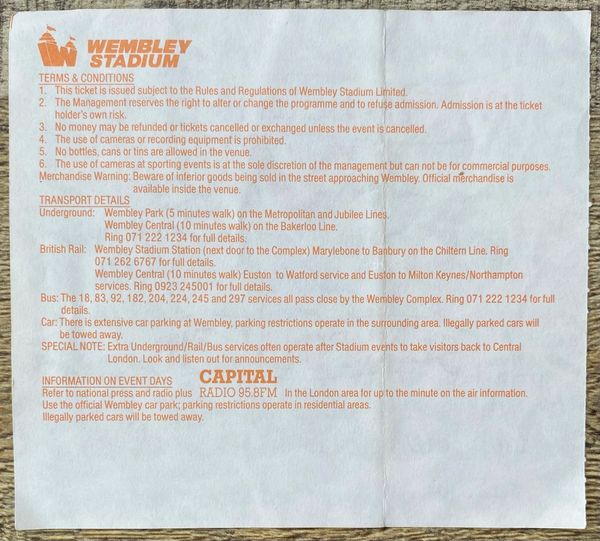 WEMBLEY
STADIUM
TERMS & CONDITIONS
1. This ticket is issued subject to the Rules and Regulations of Wembley Stadium Limited.
2. The Management reserves the right to alter or change the programme and to refuse admission. Admission is at the ticket
holder's own risk.
3. No money may be refunded or tickets cancelled or exchanged unless the event is cancelled.
4. The use of cameras or recording equipment is prohibited.
5. No bottles, cans or tins are allowed in the venue.
6. The use of cameras at sporting events is at the sole discretion of the management but can not be for commercial purposes.
Merchandise Warning: Beware of inferior goods being sold in the street approaching Wembley. Official merchandise is
available inside the venue.
TRANSPORT DETAILS
Underground: Wembley Park (5 minutes walk) on the Metropolitan and Jubilee Lines.
Wembley Central (10 minutes walk) on the Bakerloo Line.
Ring 071 222 1234 for full details.
British Rail: Wembley Stadium Station (next door to the Complex) Marylebone to Banbury on the Chiltern Line. Ring
071 262 6767 for full details.
Wembley Central (10 minutes walk) Euston to Watford service and Euston to Milton Keynes/Northampton
services. Ring 0923 245001 for full details.
Bus: The 18, 83, 92, 182, 204, 224, 245 and 297 services all pass close by the Wembley Complex. Ring 071 222 1234 for full
details.
Car: There is extensive car parking at Wembley, parking restrictions operate in the surrounding area. Illegally parked cars will
be towed away.
SPECIAL NOTE: Extra Underground/Rail/Bus services often operate after Stadium events to take visitors back to Central
London. Look and listen out for announcements.
INFORMATION ON EVENT DAYS CAPITAL
Refer to national press and radio plus RADIO 95.8FM In the London area for up to the minute on the air information.
Use the official Wembley car park; parking restrictions operate in residential areas.
Illegally parked cars will be towed away.